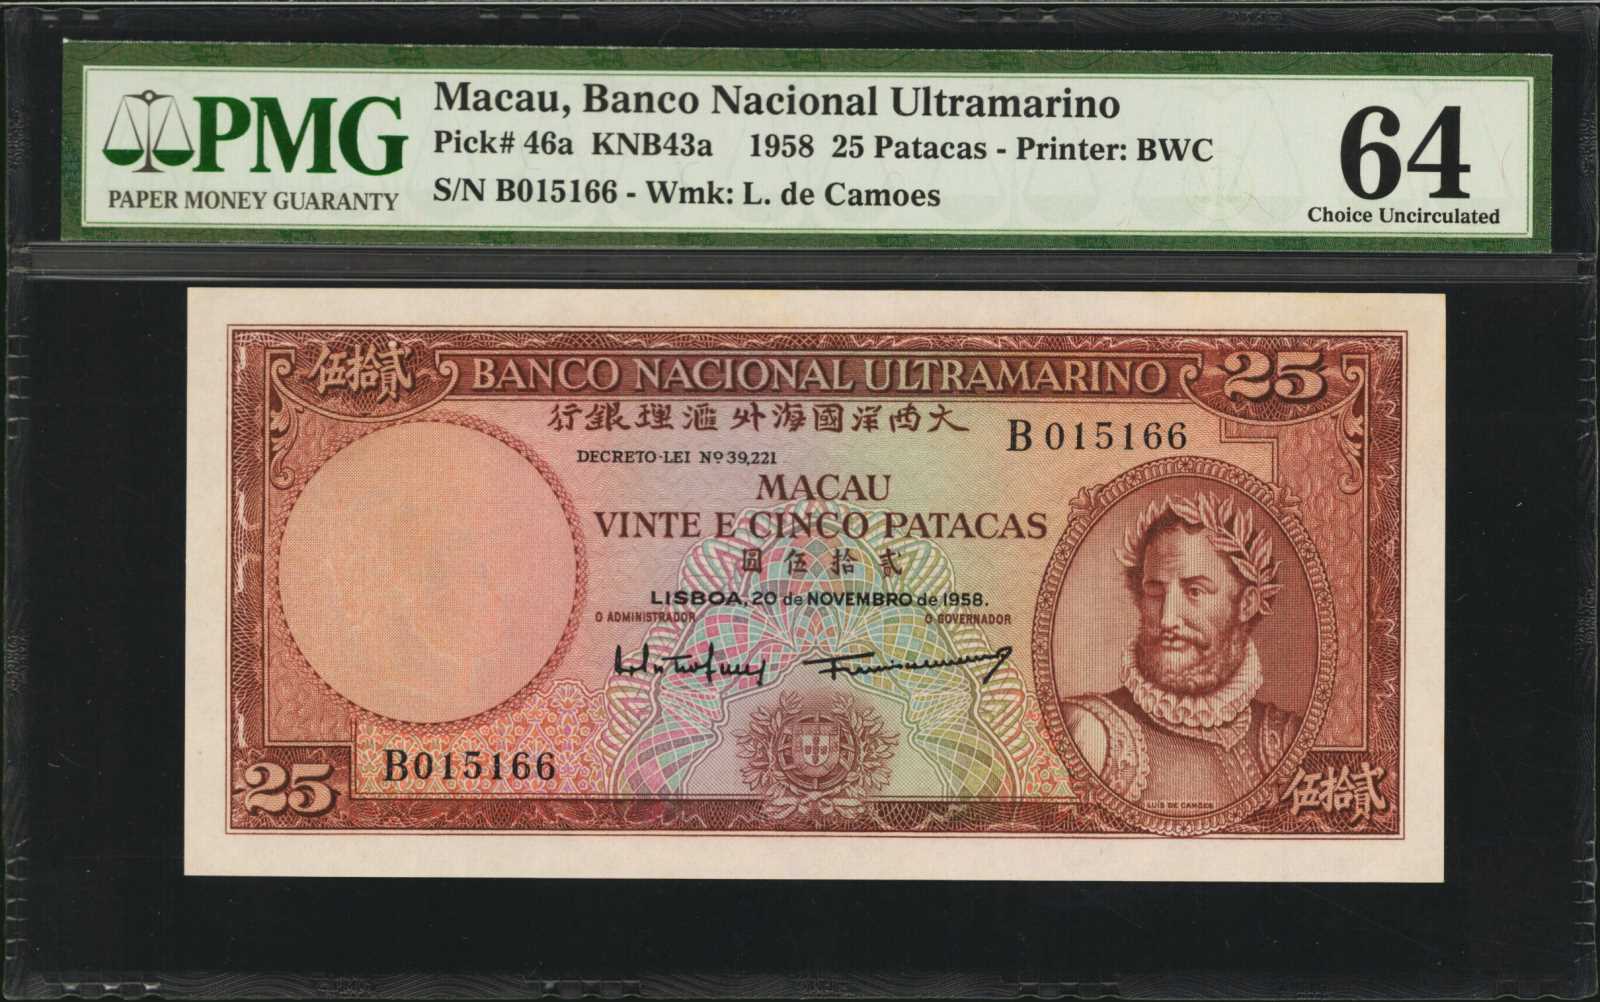 PMG
PAPER MONEY GUARANTY
Macau, Banco Nacional Ultramarino
Pick# 46a KNB43a 1958 25 Patacas - Printer: BWC
S/N B015166 - Wmk: L. de Camoes
64
Choice Uncirculated
伍拾貳
BANCO NACIONAL ULTRAMARINO
25
行銀理滙外海國洋西大
B 015166
DECRETO-LEI Nº 39,221
MACAU
VINTE E CINCO PATACAS
圓伍拾貳
LISBOA, 20 de NOVEMBRO de 1958.
O ADMINISTRADOR
O GOVERNADOR
B015166
25
LUIS DE CAMÕES
伍拾貳